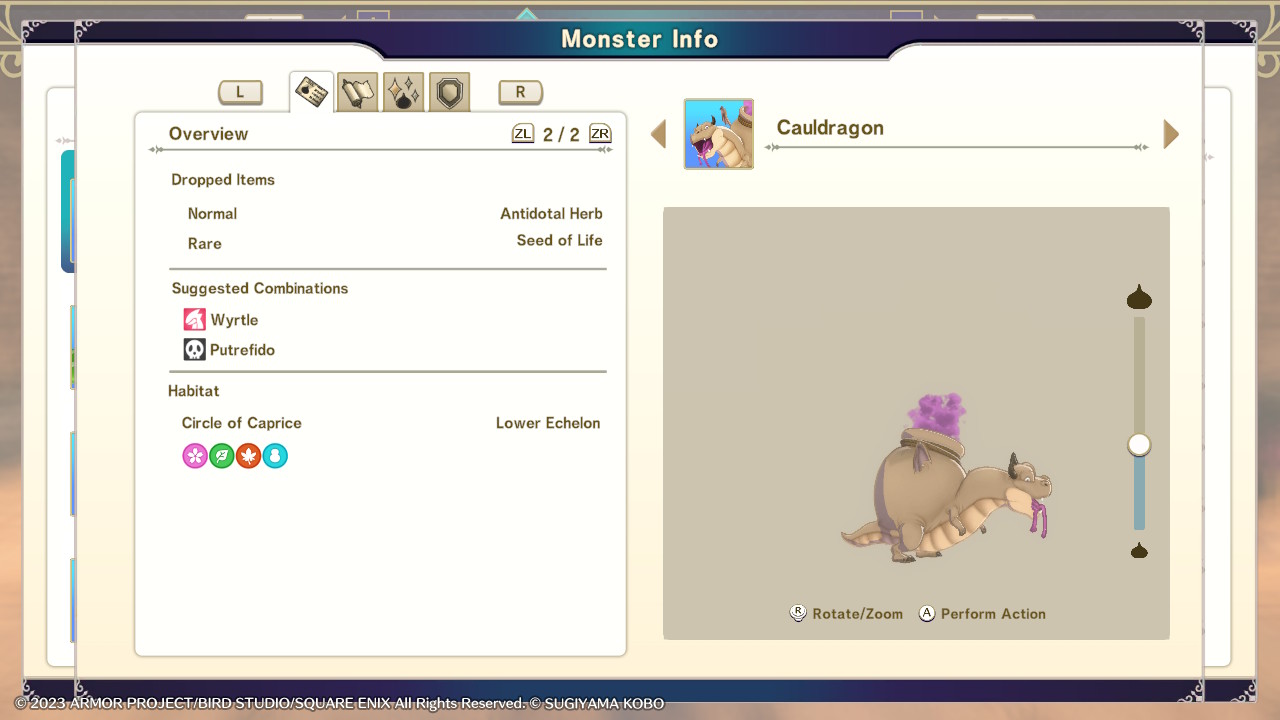 Monster Info
L
R
Overview
ZL 2 / 2 ZR
Dropped Items
Normal Antidotal Herb
Rare Seed of Life
Suggested Combinations
Wyrtle
Putrefido
Habitat
Circle of Caprice Lower Echelon
Cauldragon
R Rotate/Zoom A Perform Action
© 2023 ARMOR PROJECT/BIRD STUDIO/SQUARE ENIX All Rights Reserved. © SUGIYAMA KOBO